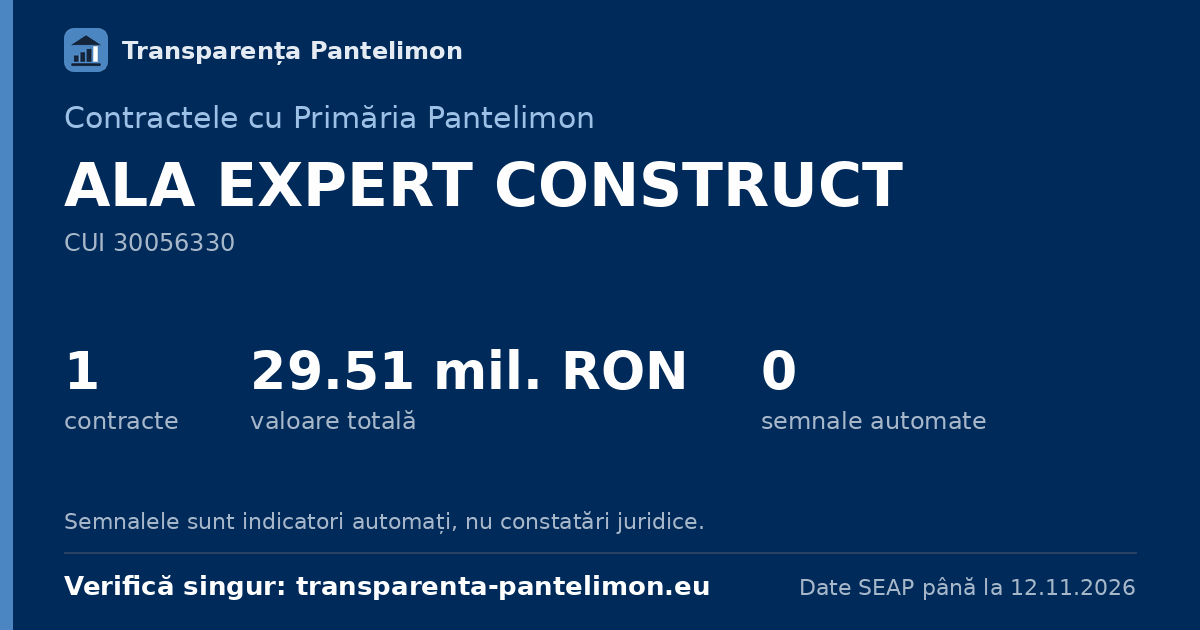 Transparența Pantelimon
Contractele cu Primăria Pantelimon
ALA EXPERT CONSTRUCT
CUI 30056330
1
contracte
29.51 mil. RON
valoare totală
0
semnale automate
Semnalele sunt indicatori automați, nu constatări juridice.
Verifică singur: transparenta-pantelimon.eu
Date SEAP până la 12.11.2026